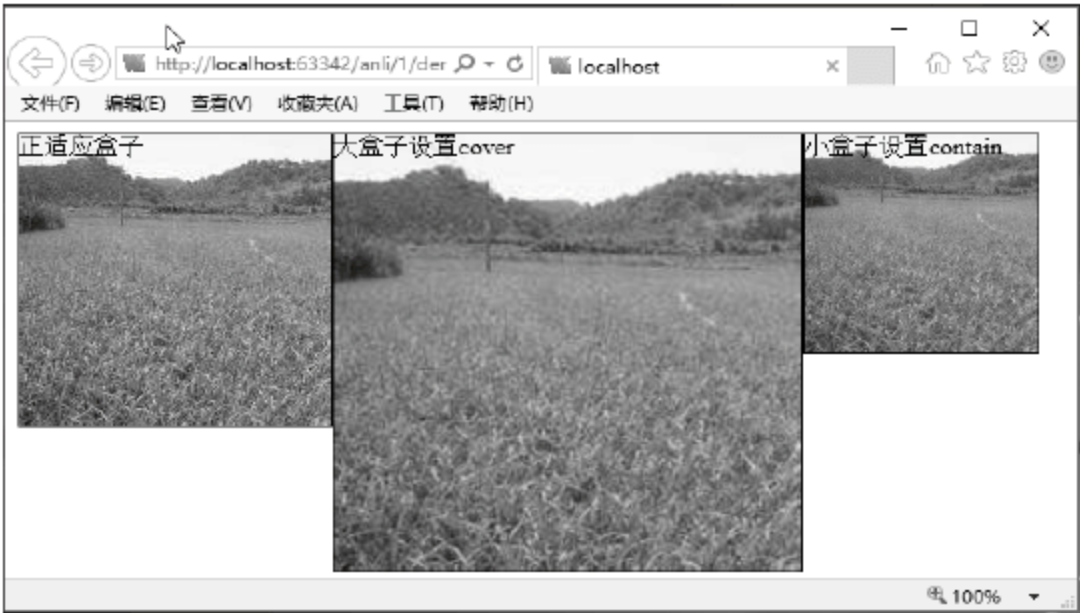 http://localhost:63342/anli/1/der
localhost
文件(F) 编辑(E) 查看(V) 收藏夹(A) 工具(T) 帮助(H)
正适应盒子 大盒子设置cover 小盒子设置contain
100%